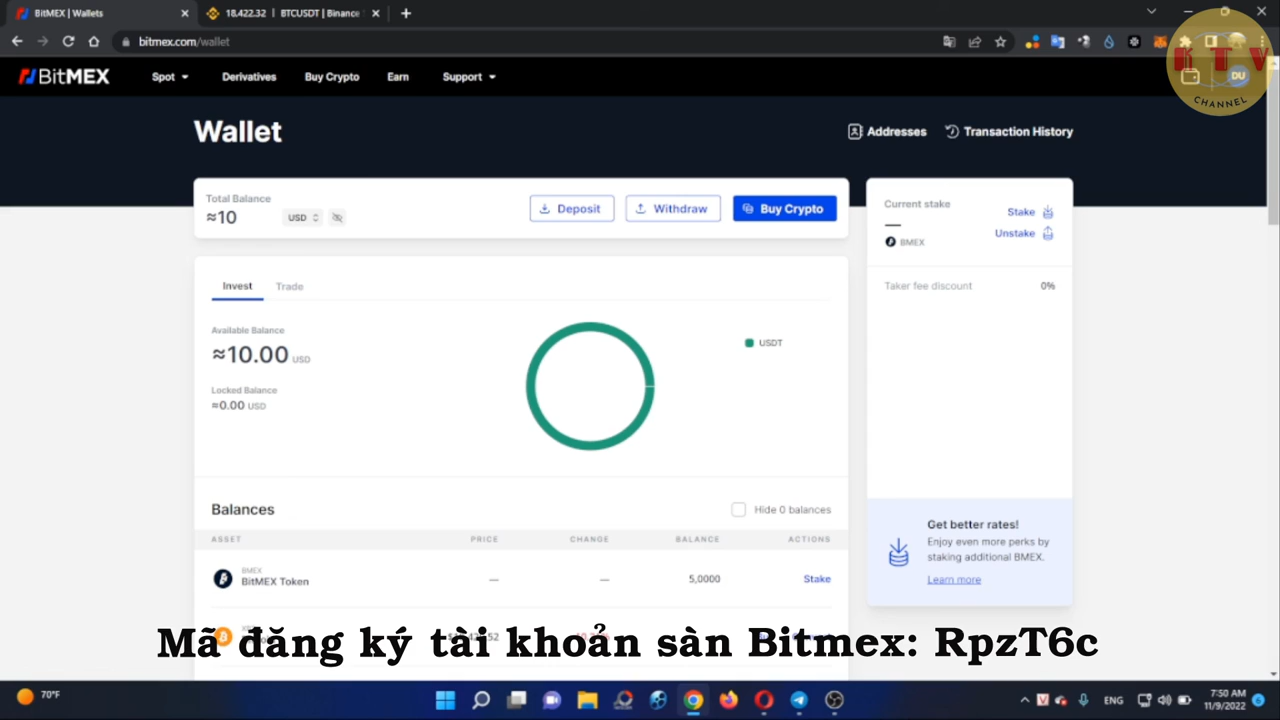 BitMEX | Wallets
18.422.32 | BTCUSDT | Binance
bitmex.com/wallet
BitMEX
Spot
Derivatives
Buy Crypto
Earn
Support
KTV
CHANNEL
DU
Wallet
Addresses
Transaction History
Total Balance
≈10
USD
Deposit
Withdraw
Buy Crypto
Current stake
—
BMEX
Stake
Unstake
Taker fee discount
0%
Invest
Trade
Available Balance
≈10.00 USD
Locked Balance
≈0.00 USD
USDT
Get better rates!
Enjoy even more perks by
staking additional BMEX.
Learn more
Balances
Hide 0 balances
ASSET PRICE CHANGE BALANCE ACTIONS
BMEX
BitMEX Token — — 5,0000 Stake
Mã đăng ký tài khoản sàn Bitmex: RpzT6c
70°F
ENG
7:50 AM
11/9/2022